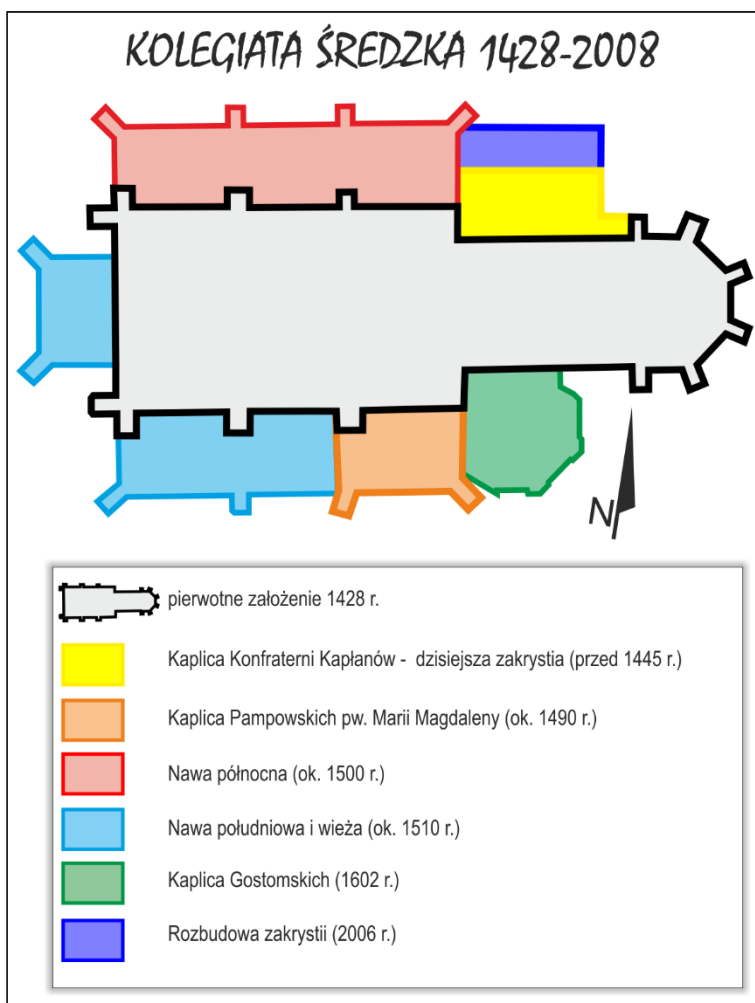 KOLEGIATA ŚREDZKA 1428-2008
N
pierwotne założenie 1428 r.
Kaplica Konfraterni Kapłanów - dzisiejsza zakrystia (przed 1445 r.)
Kaplica Pampowskich pw. Marii Magdaleny (ok. 1490 r.)
Nawa północna (ok. 1500 r.)
Nawa południowa i wieża (ok. 1510 r.)
Kaplica Gostomskich (1602 r.)
Rozbudowa zakrystii (2006 r.)